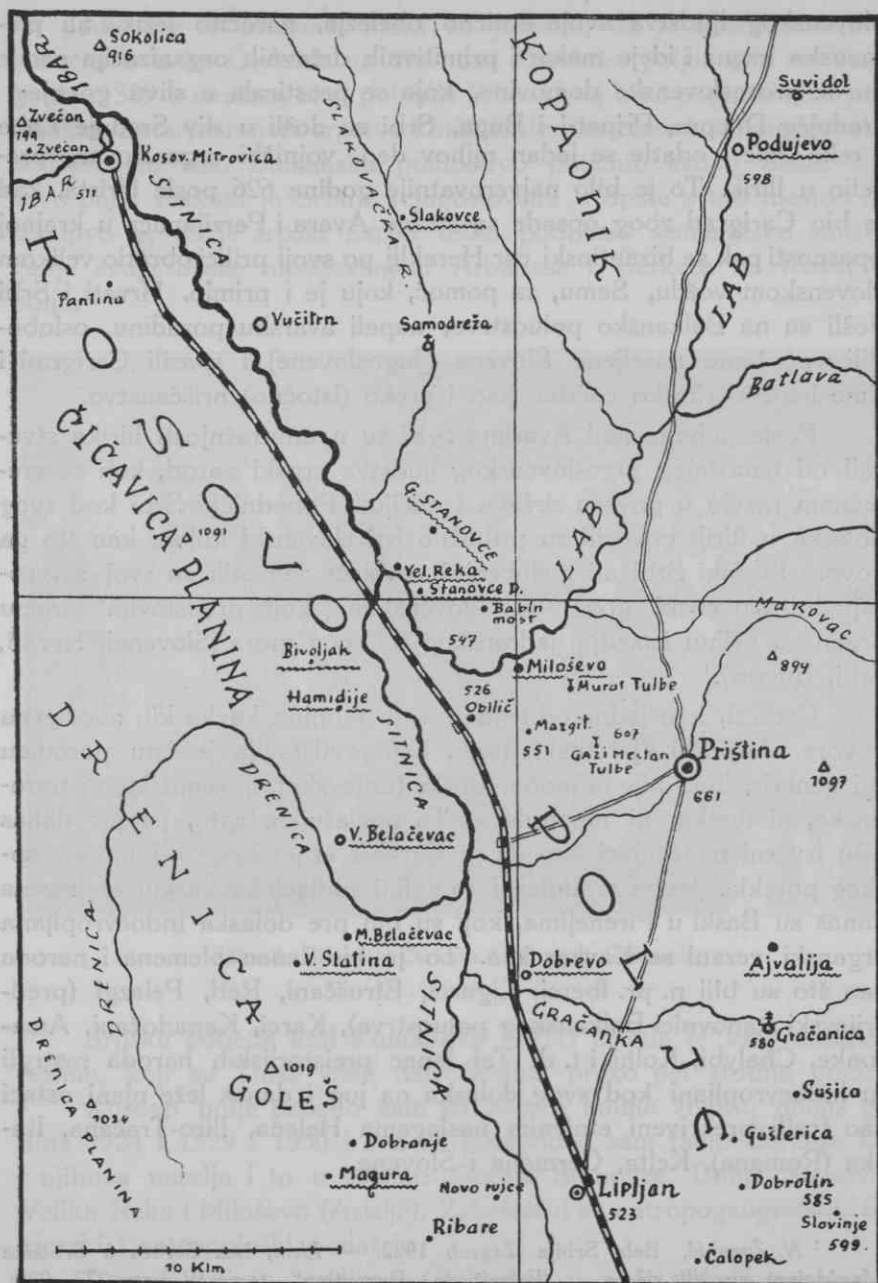 Sokolica
916
Zvečan
799
Zvečan
Kosov. Mitrovica
511
IBAR R.
SITNICA
SLAKOVAČKA R.
Slakovce
KOPAONIK
Suvi dol
Podujevo
598
LAB
Pantina
Vučitrn
Samodreža
Batlava
ČIČAVICA PLANINA
1091
G. STANOVCE
Vel. Reka
Stanovce D.
Babin most
LAB
Makovac
547
Bivoljak
Hamidije
SITNICA
526
Obilić
Miloševo
Murat Tulbe
894
Mazgit
551
607
GAZI Mestan Tulbe
Priština
661
1097
DRENICA
V. Belačevac
DRENICA
M. Belačevac
V. Slatina
SITNICA
Dobrevo
GRAČANKA
Ajvalija
580 Gračanica
KOSOVO POLJE
1019
GOLEŠ
Sušica
Gušterica
Dobranje
Magura
Ribare
Lipljan
523
Dobrotin
585
Slovinje
599
Čalopek
1034
PLANINA
10 Klm